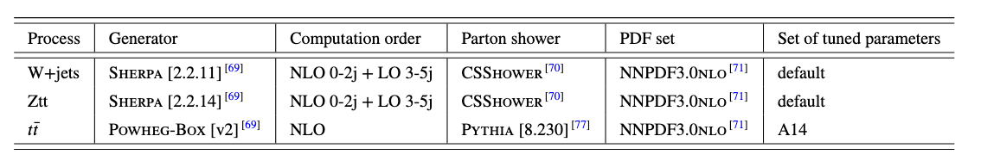 Process Generator Computation order Parton shower PDF set Set of tuned parameters
W+jets Sherpa [2.2.11] [69] NLO 0-2j + LO 3-5j CSShower [70] NNPDF3.0nlo [71] default
Ztt Sherpa [2.2.14] [69] NLO 0-2j + LO 3-5j CSShower [70] NNPDF3.0nlo [71] default
tt̄ Powheg-Box [v2] [69] NLO Pythia [8.230] [77] NNPDF3.0nlo [71] A14